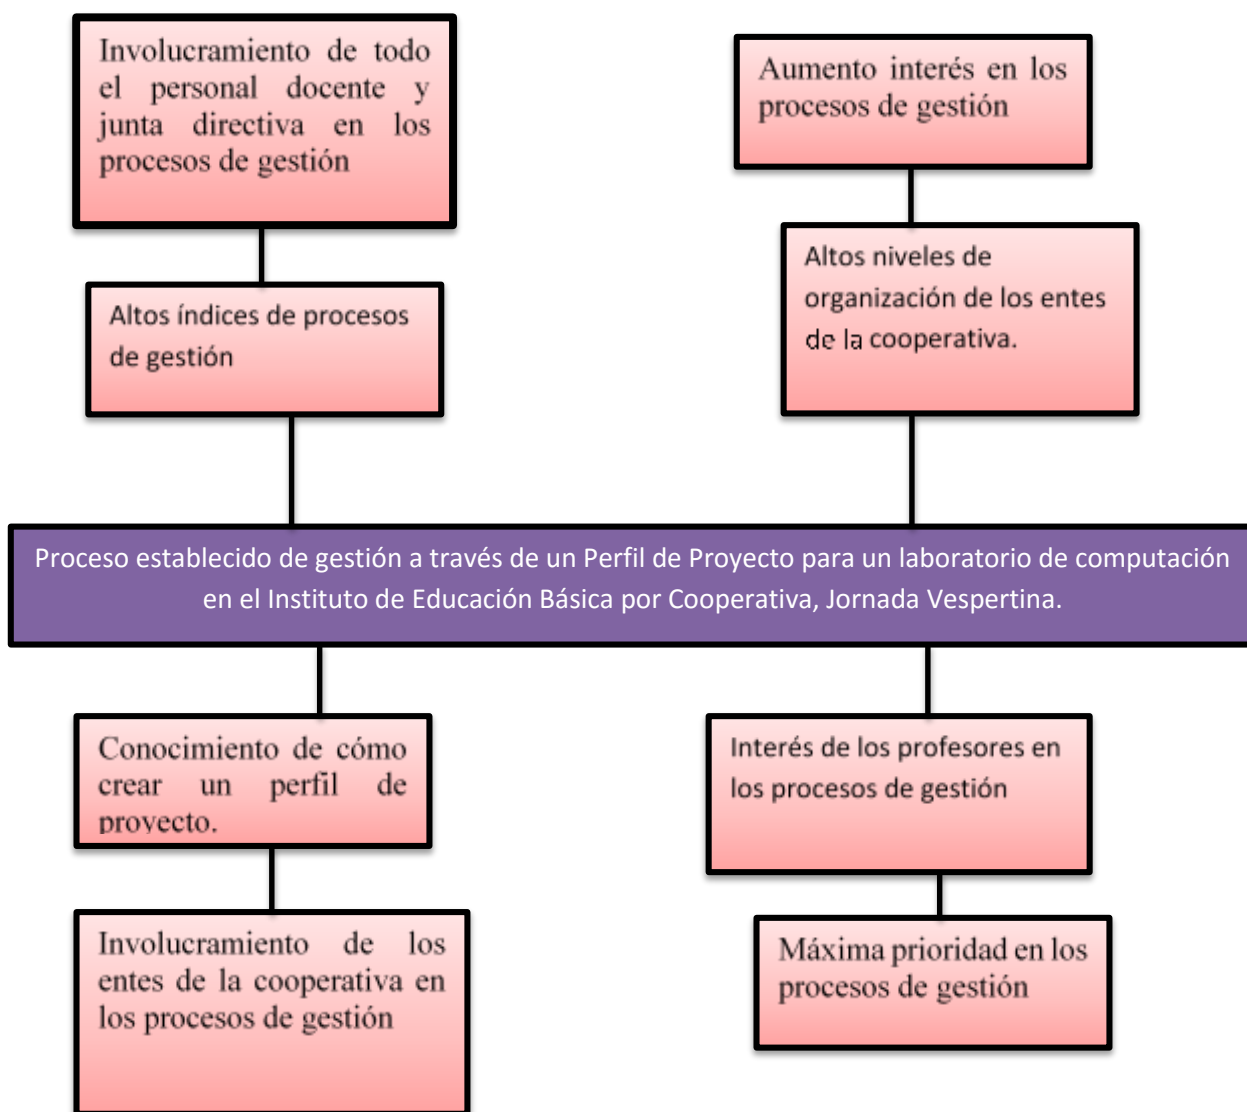 Involucramiento de todo
el personal docente y
junta directiva en los
procesos de gestión
Aumento interés en los
procesos de gestión
Altos índices de procesos
de gestión
Altos niveles de
organización de los entes
de la cooperativa.
Proceso establecido de gestión a través de un Perfil de Proyecto para un laboratorio de computación
en el Instituto de Educación Básica por Cooperativa, Jornada Vespertina.
Conocimiento de cómo
crear un perfil de
proyecto.
Interés de los profesores en
los procesos de gestión
Involucramiento de los
entes de la cooperativa en
los procesos de gestión
Máxima prioridad en los
procesos de gestión